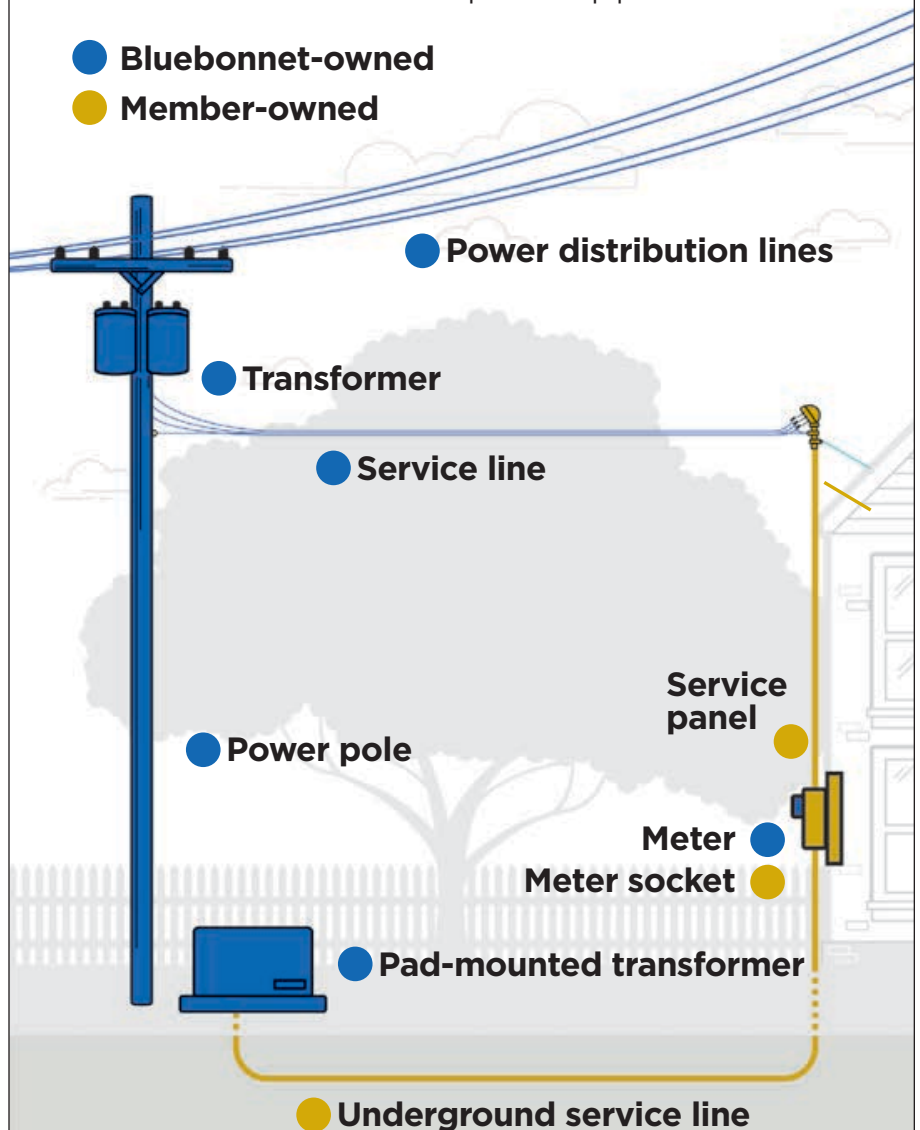 Bluebonnet-owned
Member-owned
Power distribution lines
Transformer
Service line
Service
panel
Power pole
Meter
Meter socket
Pad-mounted transformer
Underground service line